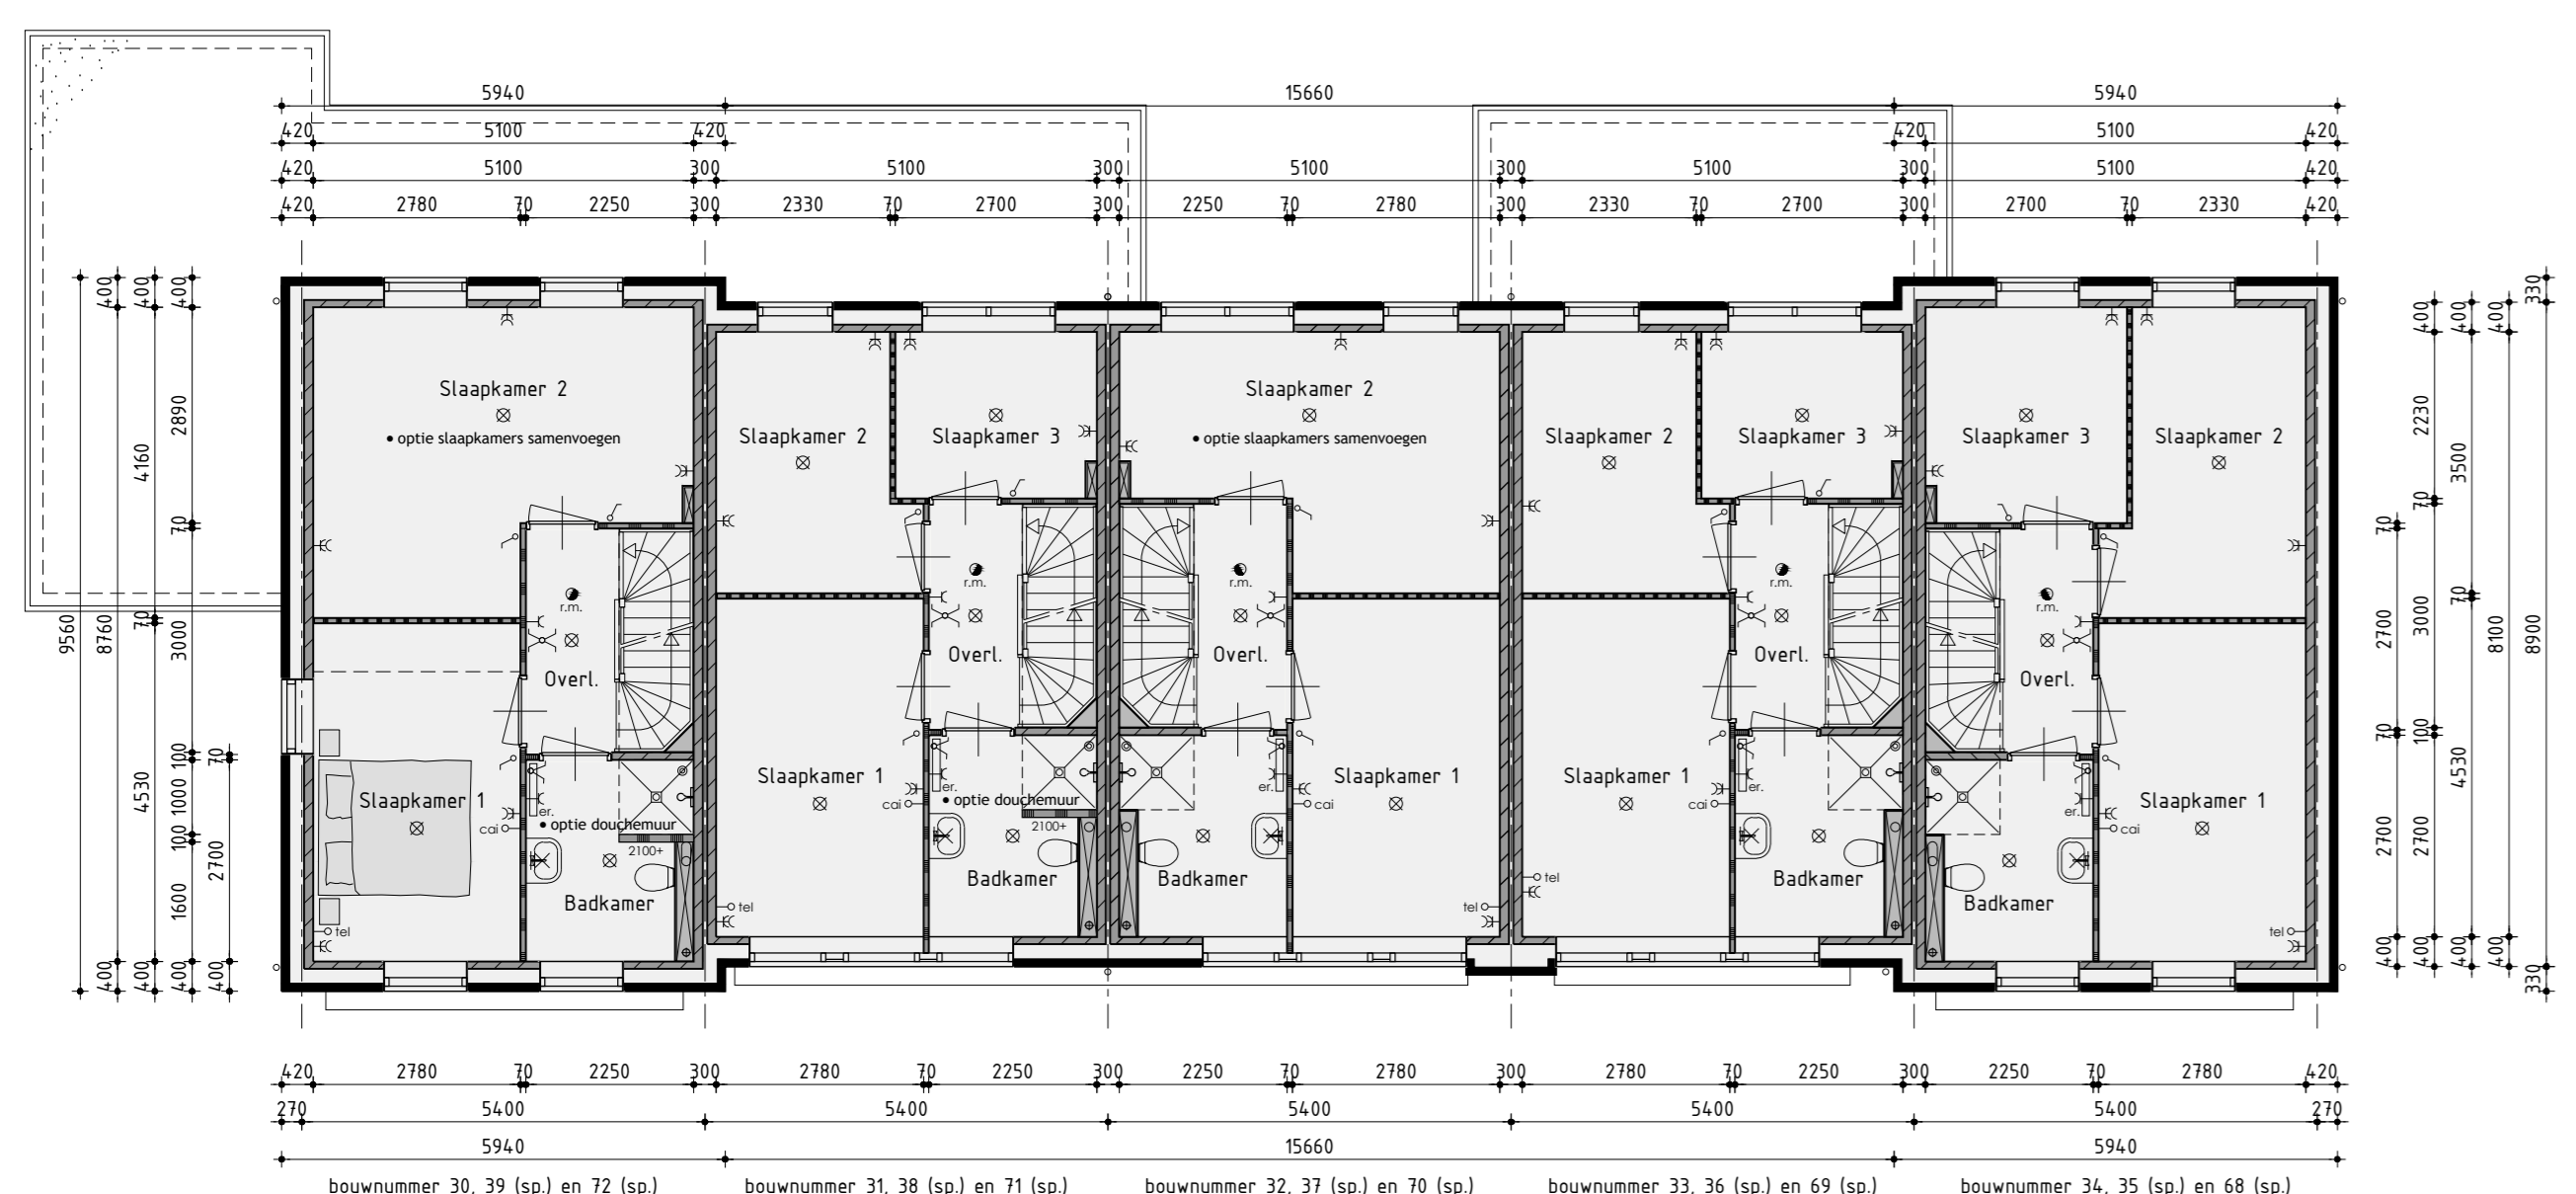 5940 15660 5940
420 5100 420 420 5100 420
420 5100 300 5100 300 5100 300 5100 300 5100 420
420 2780 70 2250 300 2330 70 2700 300 2250 70 2780 300 2330 70 2700 300 2700 70 2330 420
9560
400 8760 400
400 4160 70 4530 400
400 2890 70 3000 100 1000 100 1600 400
70 2700 400
Slaapkamer 2
• optie slaapkamers samenvoegen
r.m.
Overl.
Slaapkamer 1
cai
er.
• optie douchemuur
2100+
Badkamer
tel
Slaapkamer 2
Slaapkamer 3
r.m.
Overl.
Slaapkamer 1
cai
er.
• optie douchemuur
2100+
Badkamer
tel
Slaapkamer 2
• optie slaapkamers samenvoegen
r.m.
Overl.
Slaapkamer 1
er.
cai
Badkamer
tel
Slaapkamer 2
Slaapkamer 3
r.m.
Overl.
Slaapkamer 1
cai
er.
Badkamer
tel
Slaapkamer 3
Slaapkamer 2
r.m.
Overl.
Slaapkamer 1
er.
cai
Badkamer
tel
70 2700 70 2700 400
400 2230 70 3000 100 2700 400
400 3500 70 4530 400
400 8100 400
330 8900 330
420 2780 70 2250 300 2780 70 2250 300 2250 70 2780 300 2780 70 2250 300 2250 70 2780 420
270 5400 5400 5400 5400 5400 270
5940 15660 5940
bouwnummer 30, 39 (sp.) en 72 (sp.) bouwnummer 31, 38 (sp.) en 71 (sp.) bouwnummer 32, 37 (sp.) en 70 (sp.) bouwnummer 33, 36 (sp.) en 69 (sp.) bouwnummer 34, 35 (sp.) en 68 (sp.)